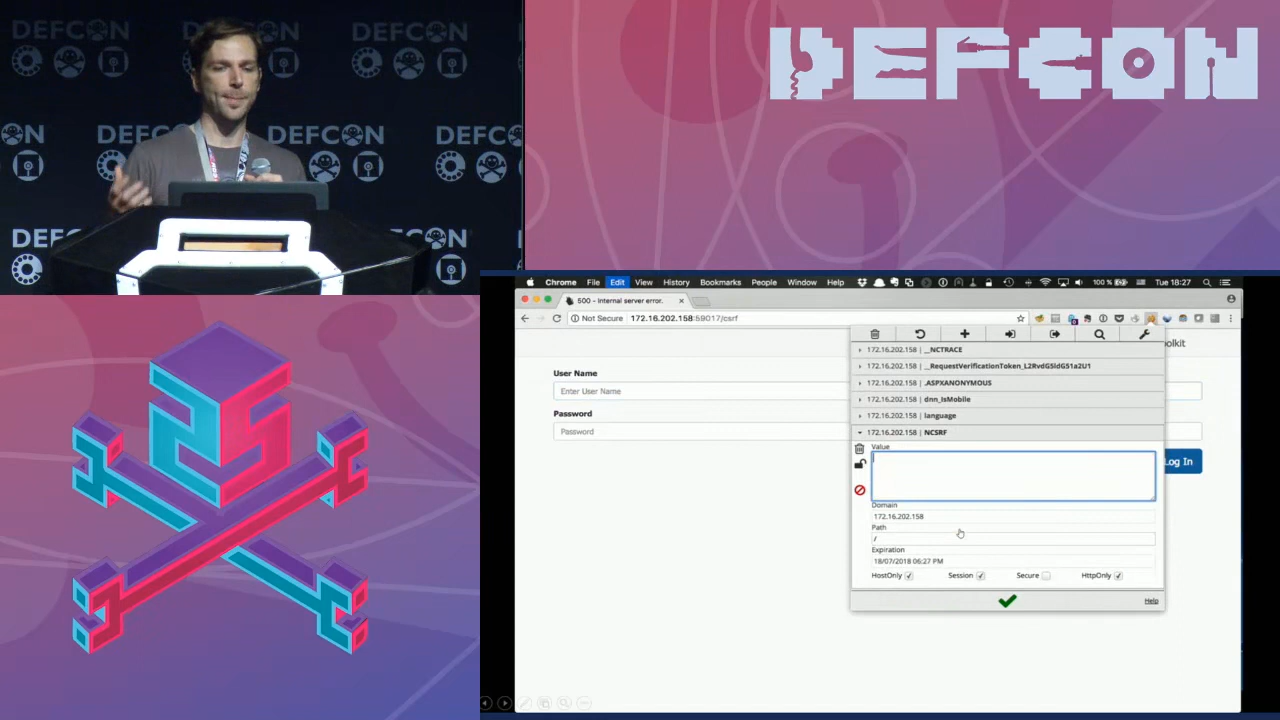 DEFCON
DEFCON
DEFCON
DEFCON
CON
DEFCON
DEFCON
DEFCON
DEF
CON
Chrome File Edit View History Bookmarks People Window Help 100% Tue 18:27
500 - Internal server error.
Not Secure 172.16.202.158:59017/csrf
olkit
172.16.202.158 | __NCTRACE
172.16.202.158 | __RequestVerificationToken_L2RvdG5ldG51a2U1
172.16.202.158 | .ASPXANONYMOUS
172.16.202.158 | dnn_IsMobile
172.16.202.158 | language
172.16.202.158 | NCSRF
User Name
Enter User Name
Password
Password
Log In
Value
Domain
172.16.202.158
Path
/
Expiration
18/07/2018 06:27 PM
HostOnly Session Secure HttpOnly
Help